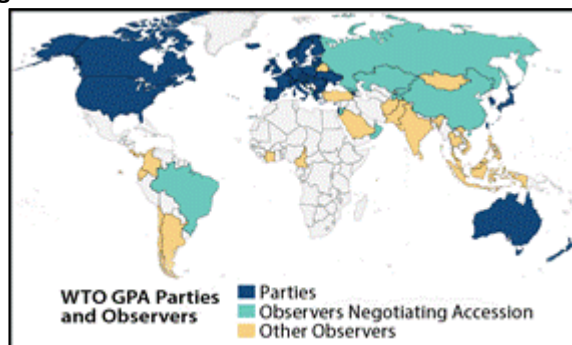 WTO GPA Parties
and Observers
Parties
Observers Negotiating Accession
Other Observers